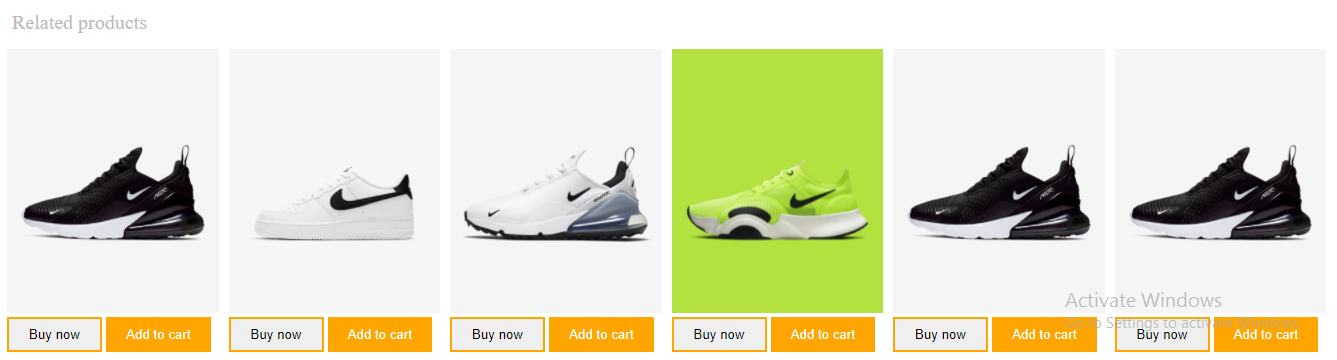 Related products
Activate Windows
Go to Settings to activate
Buy now Add to cart Buy now Add to cart Buy now Add to cart Buy now Add to cart Buy now Add to cart Buy now Add to cart